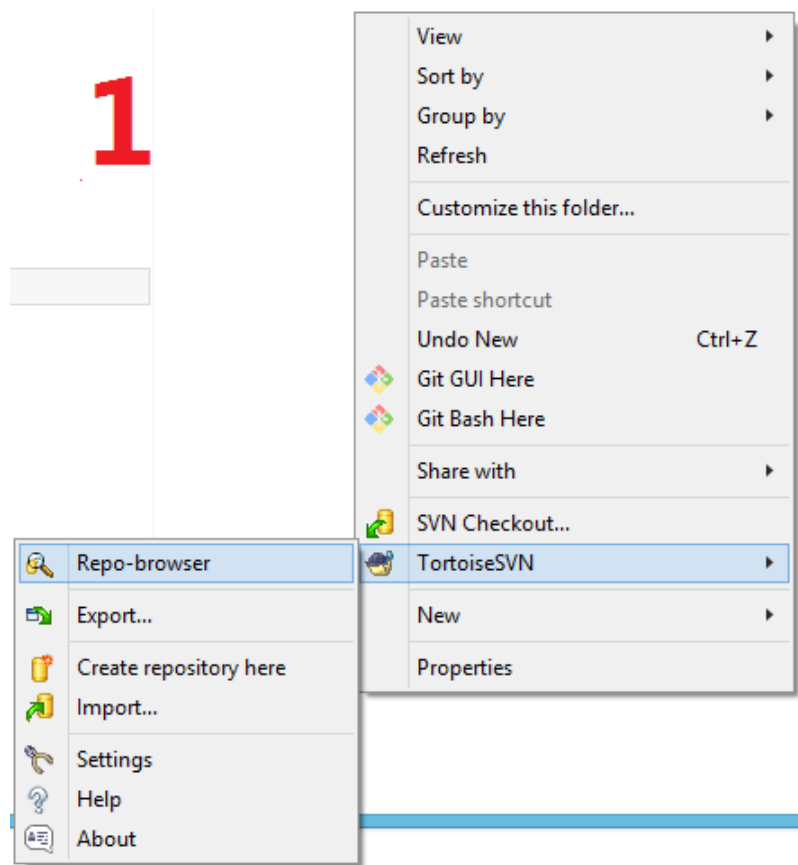 1
View
Sort by
Group by
Refresh
Customize this folder...
Paste
Paste shortcut
Undo New Ctrl+Z
Git GUI Here
Git Bash Here
Share with
SVN Checkout...
TortoiseSVN
New
Properties
Repo-browser
Export...
Create repository here
Import...
Settings
Help
About